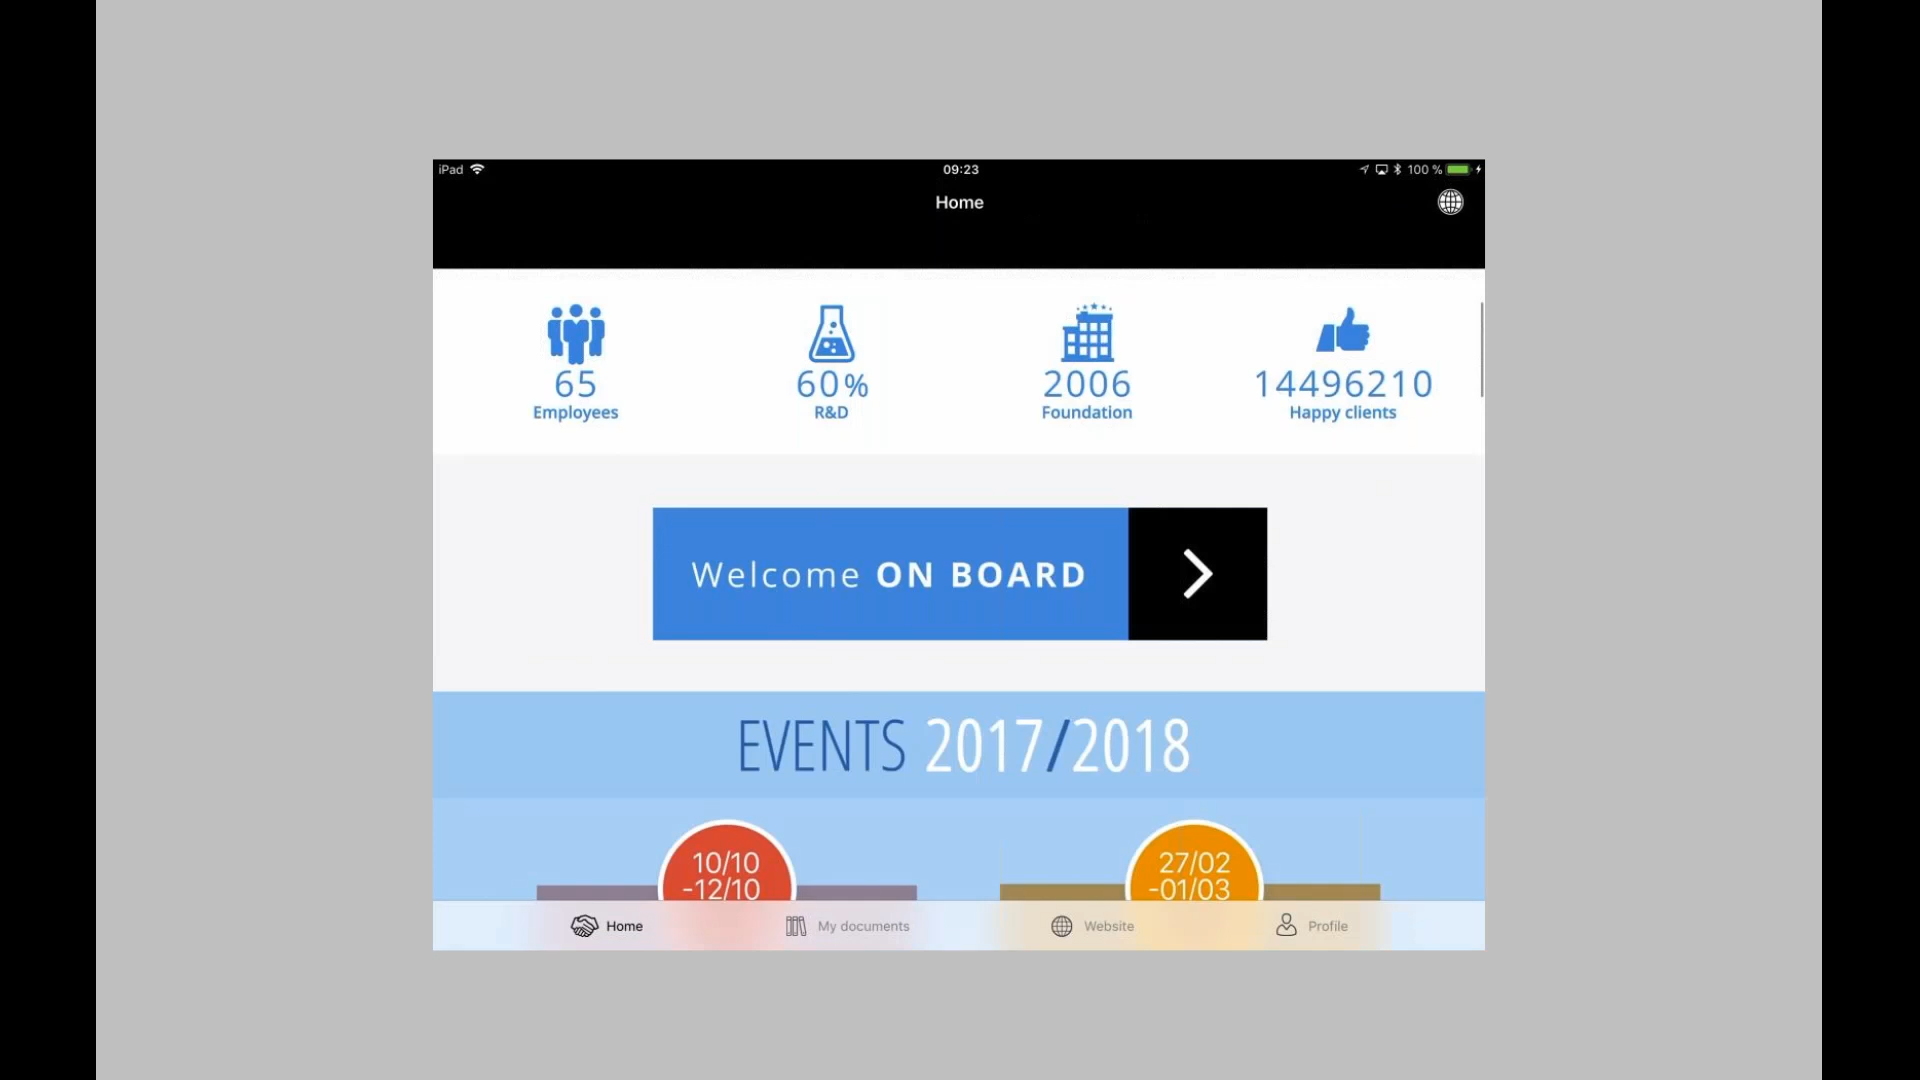 iPad
09:23
100 %
Home
65
60%
2006
14496210
Employees
R&D
Foundation
Happy clients
Welcome ON BOARD
EVENTS 2017/2018
10/10
-12/10
27/02
-01/03
Home
My documents
Website
Profile